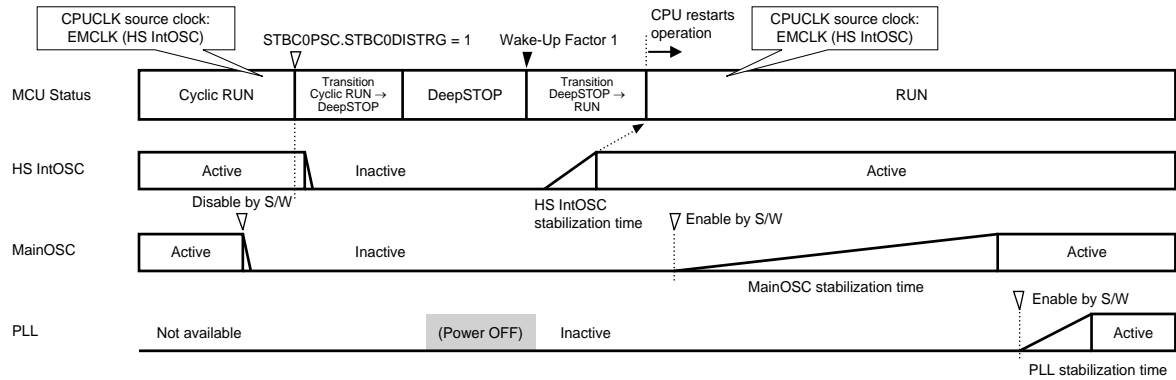 CPUCLK source clock:
EMCLK (HS IntOSC)
STBC0PSC.STBC0DISTRG = 1
Wake-Up Factor 1
CPU restarts
operation
CPUCLK source clock:
EMCLK (HS IntOSC)
MCU Status
Cyclic RUN
Transition
Cyclic RUN →
DeepSTOP
DeepSTOP
Transition
DeepSTOP →
RUN
RUN
HS IntOSC
Active
Inactive
Active
HS IntOSC
stabilization time
Disable by S/W
Enable by S/W
MainOSC
Active
Inactive
Active
MainOSC stabilization time
Enable by S/W
PLL
Not available
(Power OFF)
Inactive
Active
PLL stabilization time